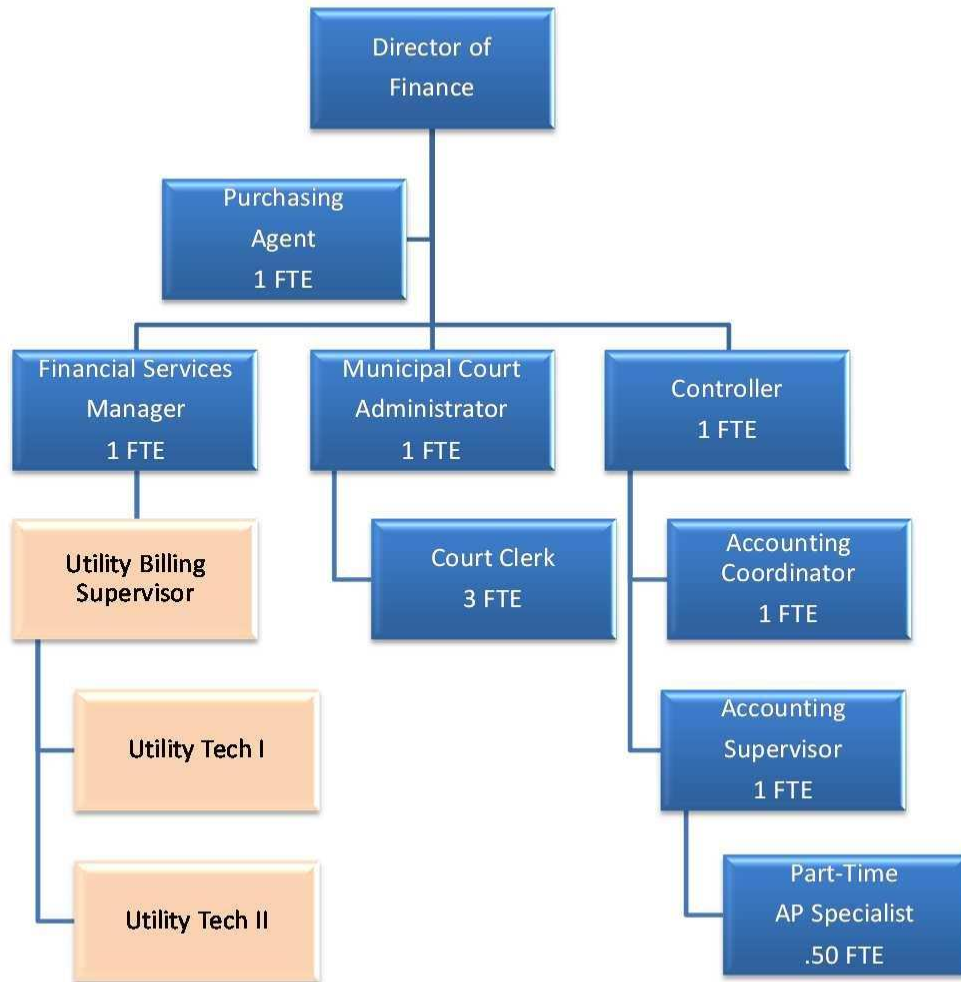 Director of
Finance
Purchasing
Agent
1 FTE
Financial Services
Manager
1 FTE
Municipal Court
Administrator
1 FTE
Controller
1 FTE
Utility Billing
Supervisor
Court Clerk
3 FTE
Accounting
Coordinator
1 FTE
Utility Tech I
Accounting
Supervisor
1 FTE
Utility Tech II
Part-Time
AP Specialist
.50 FTE